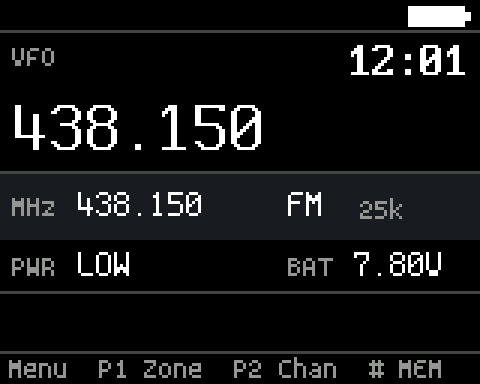 VFO 12:01
438.150
MHz 438.150 FM 25k
PWR LOW BAT 7.80V
Menu P1 Zone P2 Chan # MEM